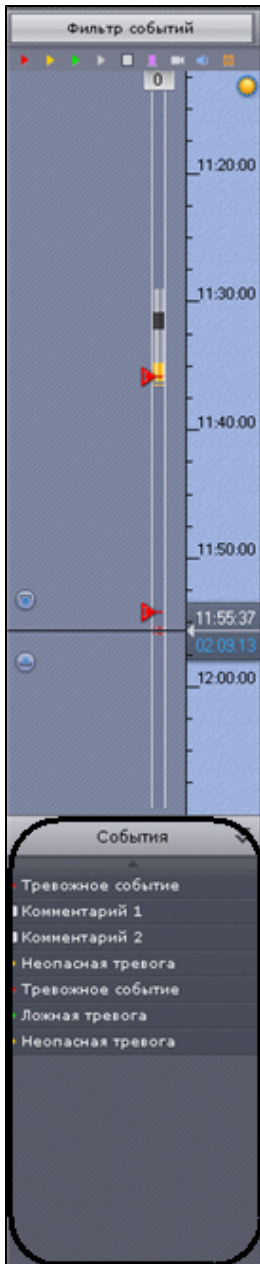 Фильтр событий
0
11:20:00
11:30:00
11:40:00
11:50:00
11:55:37
02.09.13
12:00:00
События
Тревожное событие
Комментарий 1
Комментарий 2
Неопасная тревога
Тревожное событие
Ложная тревога
Неопасная тревога